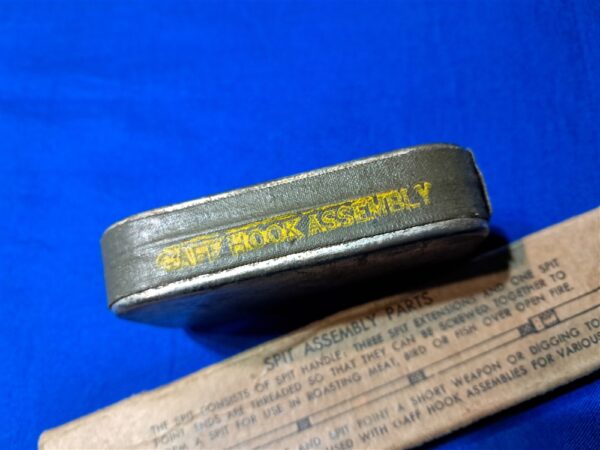 GAFF HOOK ASSEMBLY
SPIT ASSEMBLY PARTS
THE SPIT CONSISTS OF SPIT HANDLE, THREE SPIT EXTENSIONS AND ONE SPIT
POINT. ENDS ARE THREADED SO THAT THEY CAN BE SCREWED TOGETHER TO
FORM A SPIT FOR USE IN ROASTING MEAT, BIRD OR FISH OVER OPEN FIRE.
AND SPIT POINT A SHORT WEAPON OR DIGGING TO
USED WITH GAFF HOOK ASSEMBLIES FOR VARIOUS